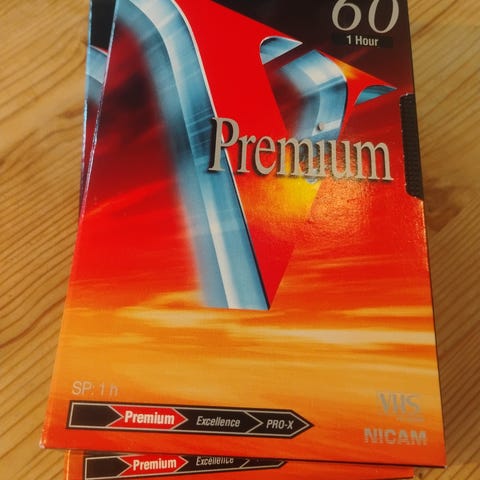 60
1 Hour
Premium
SP: 1 h
Premium Excellence PRO-X
VHS
NICAM
Premium Excellence